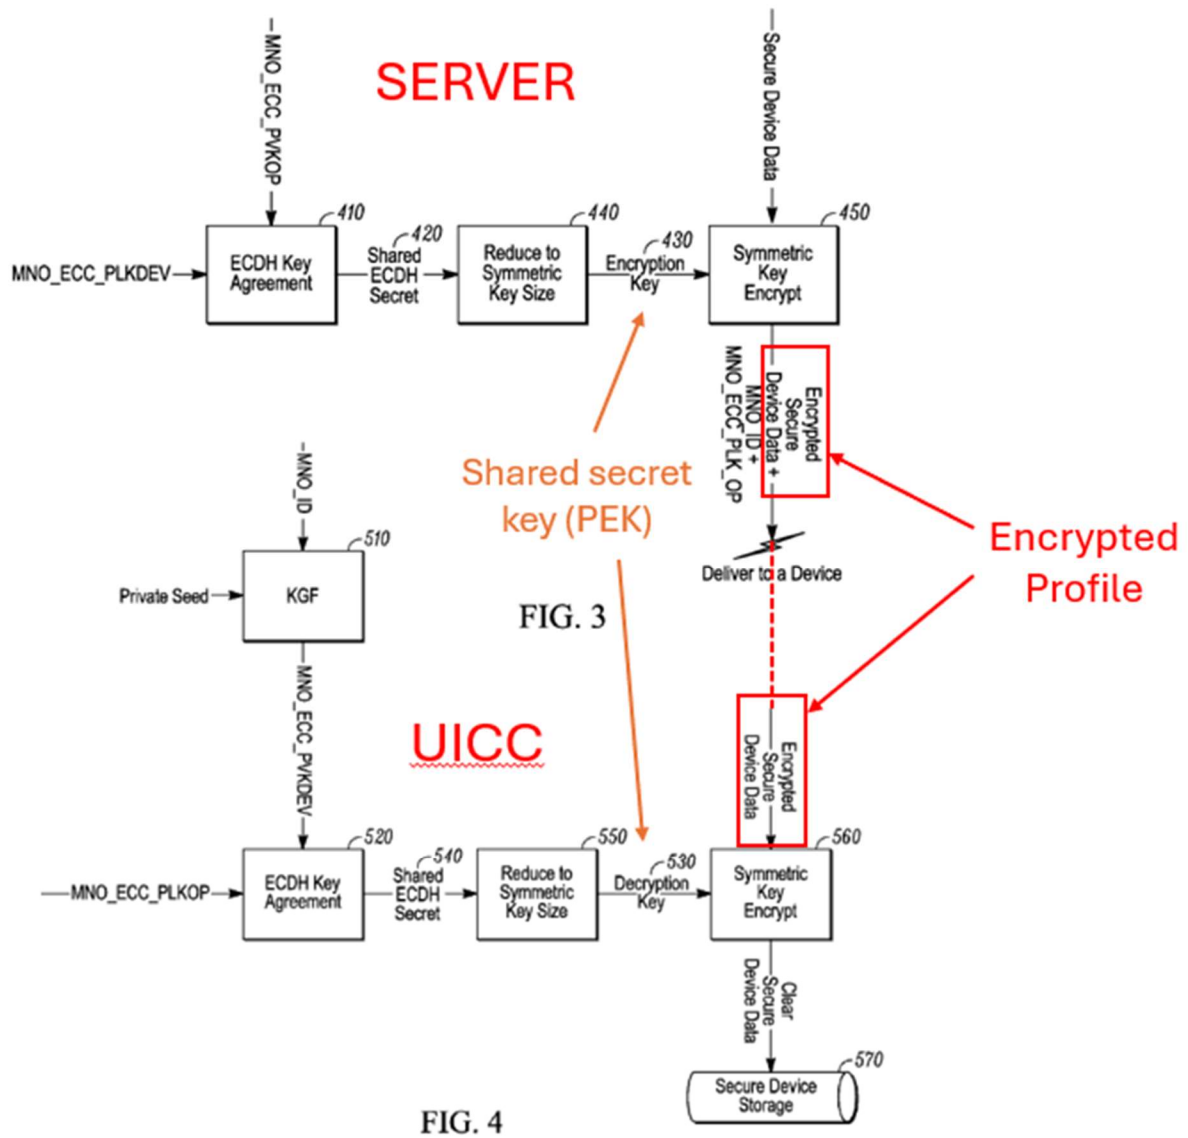 MNO_ECC_PVKOP
SERVER
Secure Device Data
MNO_ECC_PLKDEV
ECDH Key
Agreement
410
Shared
ECDH
Secret
420
Reduce to
Symmetric
Key Size
440
Encryption
Key
430
Symmetric
Key
Encrypt
450
Encrypted
Secure
Device Data +
MNO_ID +
MNO_ECC_PLK_OP
Shared secret
key (PEK)
Encrypted
Profile
Deliver to a Device
FIG. 3
MNO_ID
Private Seed
KGF
510
MNO_ECC_PVKDEV
UICC
Encrypted
Secure
Device Data
MNO_ECC_PLKOP
ECDH Key
Agreement
520
Shared
ECDH
Secret
540
Reduce to
Symmetric
Key Size
550
Decryption
Key
530
Symmetric
Key
Encrypt
560
Clear
Secure
Device Data
Secure Device
Storage
570
FIG. 4